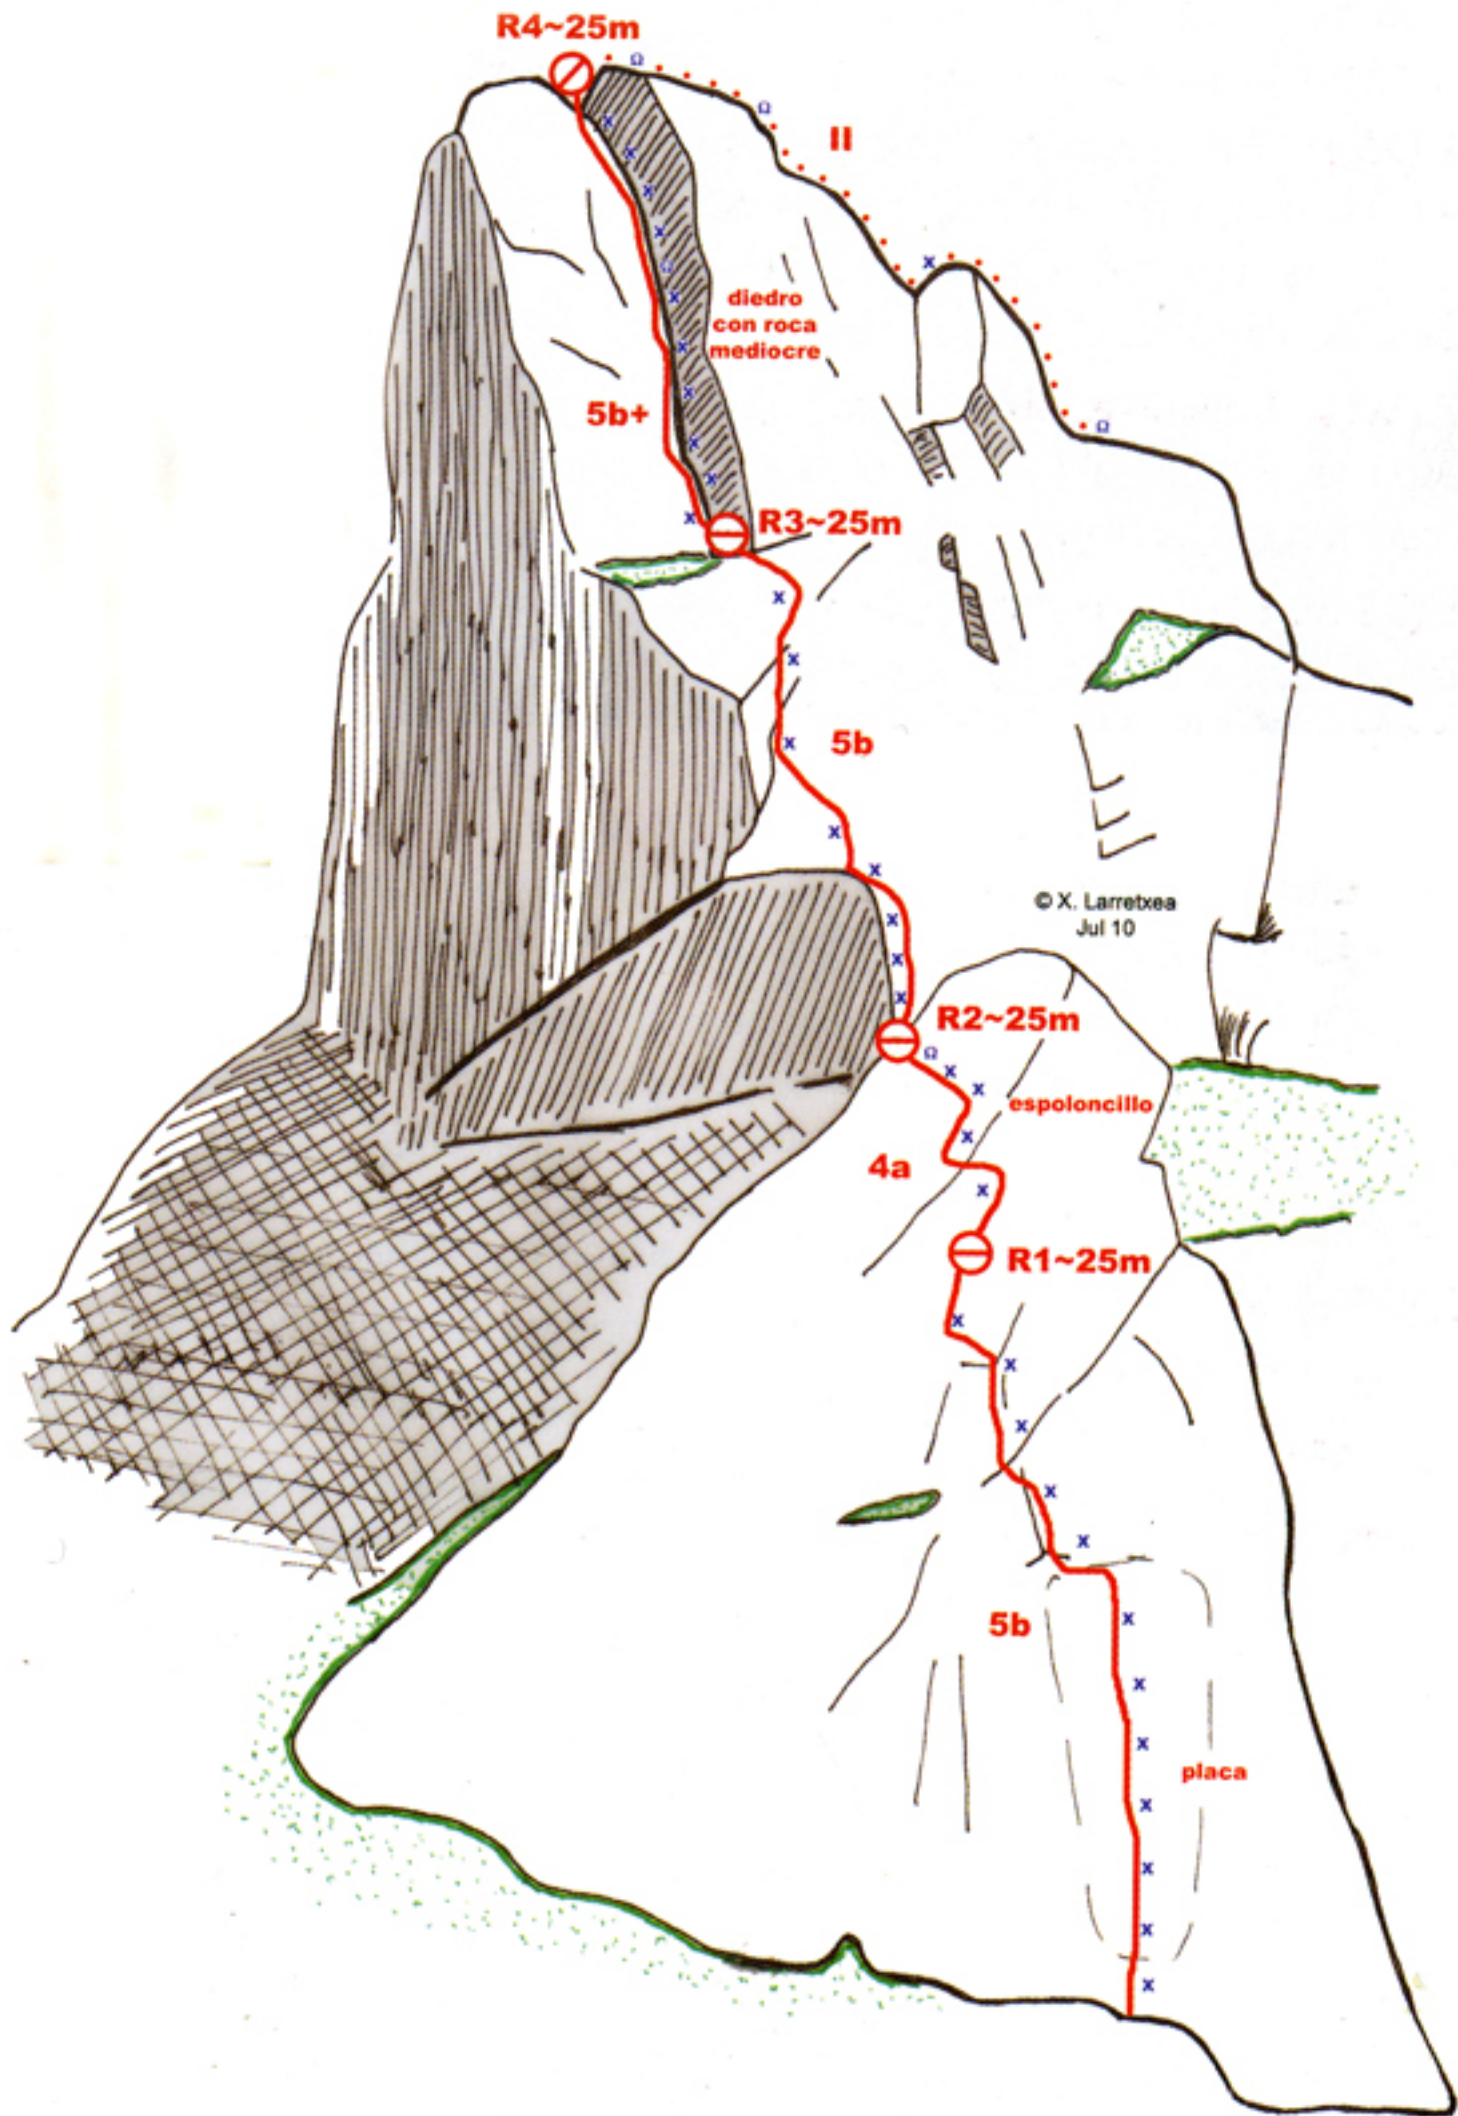 R4~25m
II
diedro
con roca
mediocre
5b+
R3~25m
5b
© X. Larretxea
Jul 10
R2~25m
espoloncillo
4a
R1~25m
5b
placa